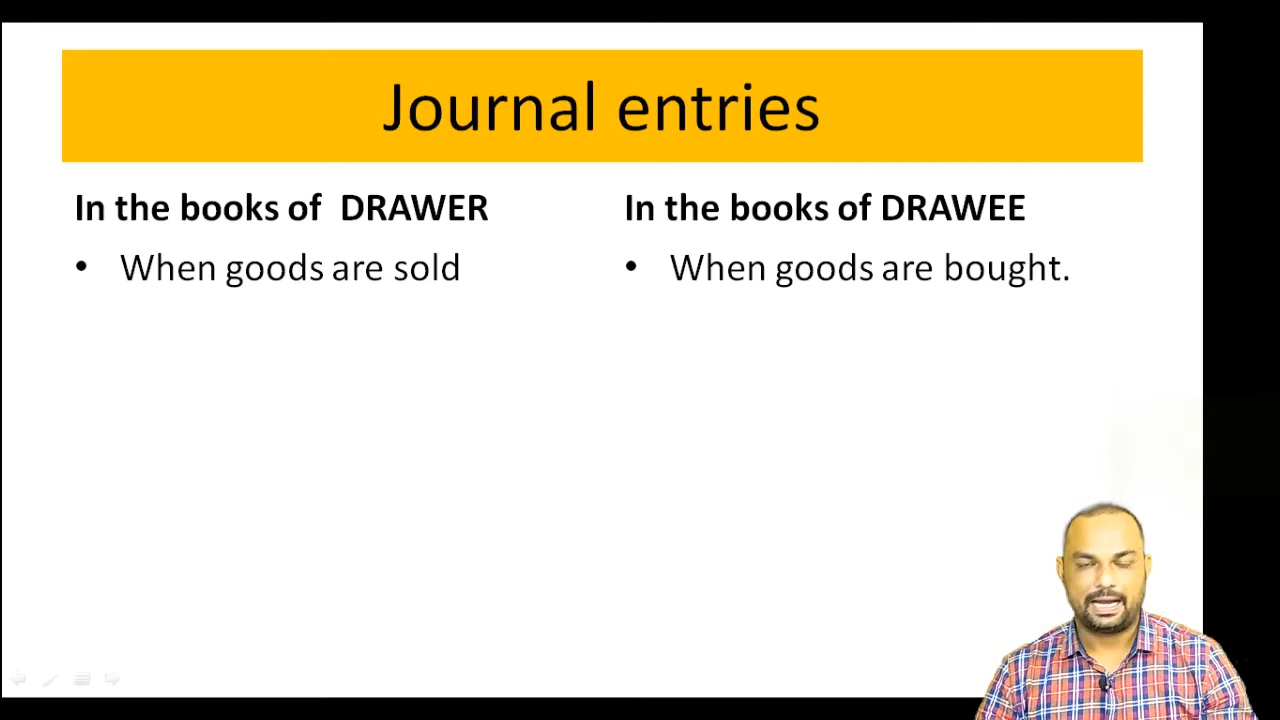 Journal entries
In the books of DRAWER
• When goods are sold
In the books of DRAWEE
• When goods are bought.